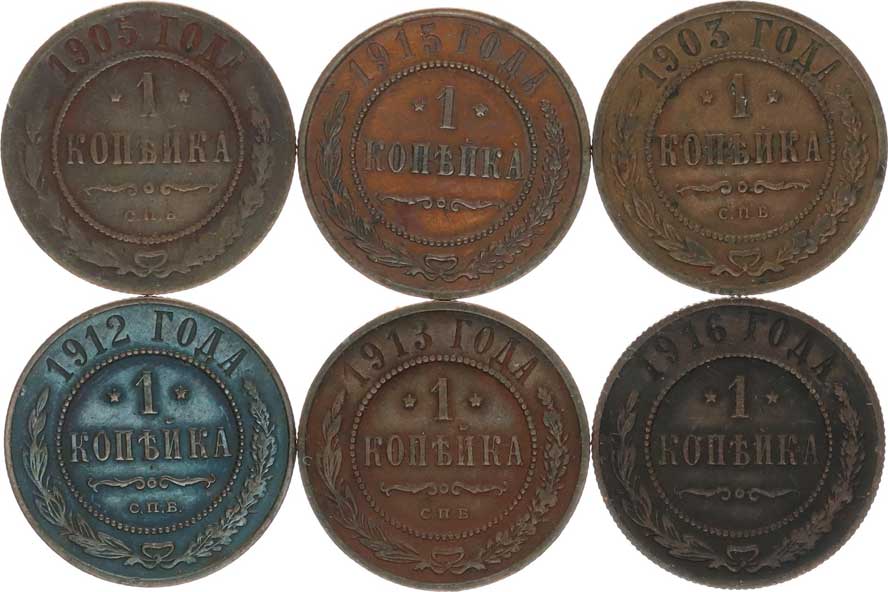 1905 ГОДА
1
КОПѢЙКА
С.П.Б.
1915 ГОДА
1
КОПѢЙКА
1903 ГОДА
1
КОПѢЙКА
С.П.Б.
1912 ГОДА
1
КОПѢЙКА
С.П.Б.
1913 ГОДА
1
КОПѢЙКА
С.П.Б
1916 ГОДА
1
КОПѢЙКА